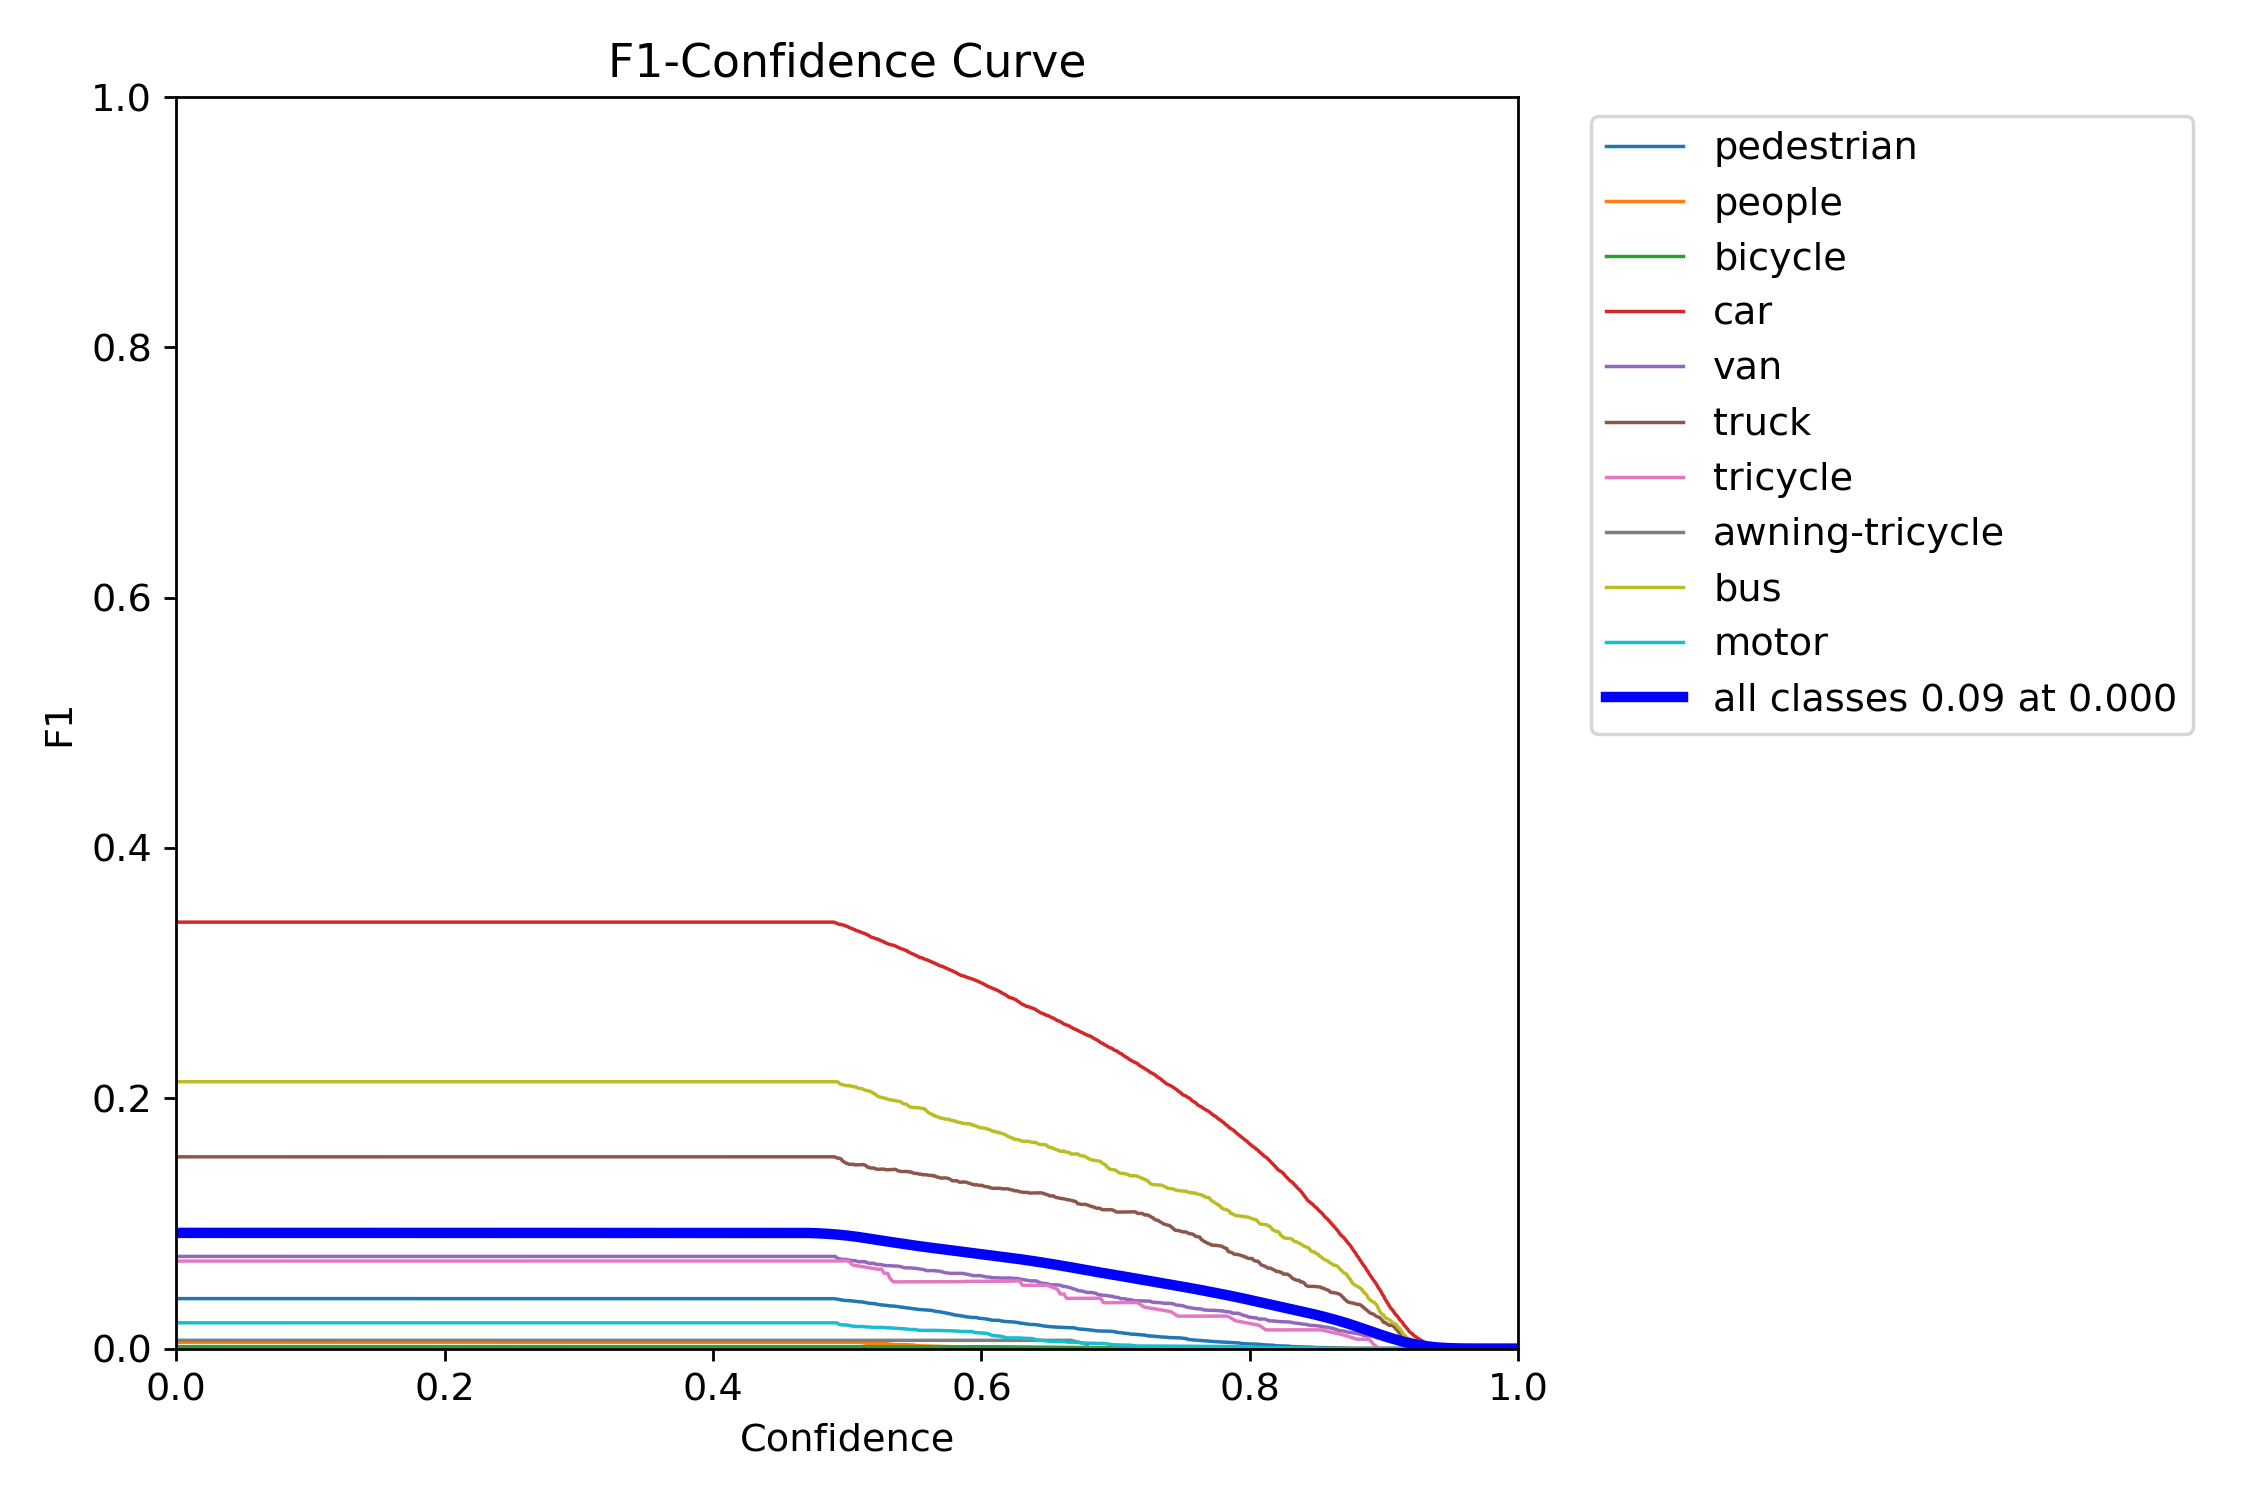 F1-Confidence Curve
1.0
0.8
0.6
0.4
0.2
0.0
F1
0.0 0.2 0.4 0.6 0.8 1.0
Confidence
pedestrian
people
bicycle
car
van
truck
tricycle
awning-tricycle
bus
motor
all classes 0.09 at 0.000